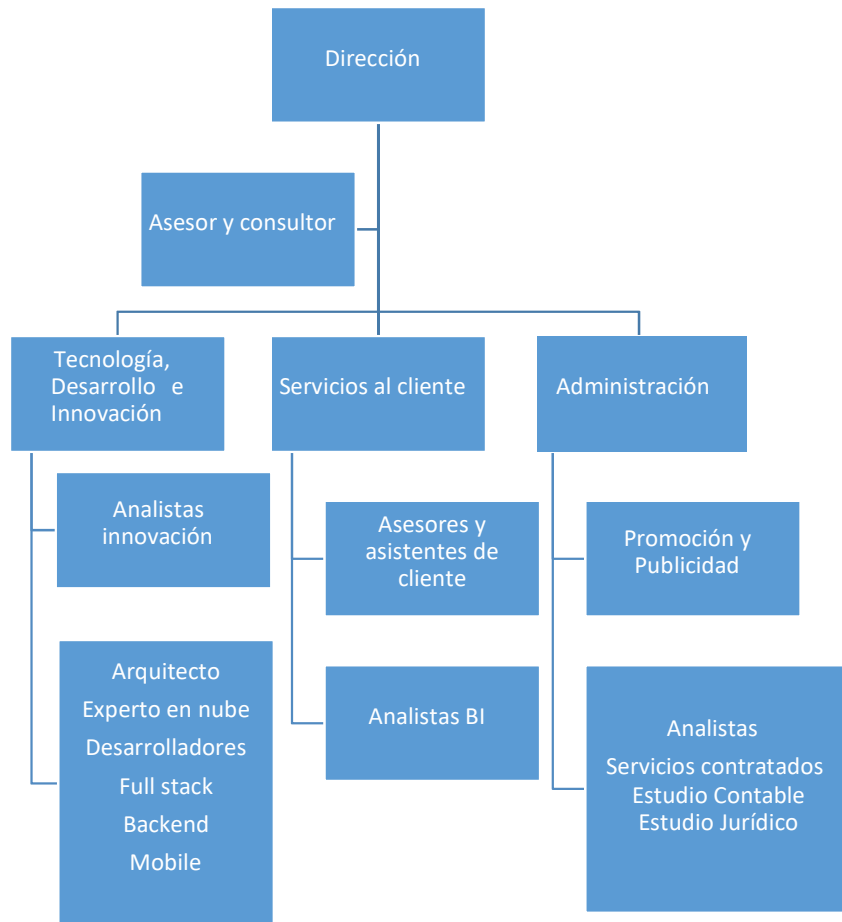 Dirección
Asesor y consultor
Tecnología,
Desarrollo e
Innovación
Servicios al cliente
Administración
Analistas
innovación
Asesores y
asistentes de
cliente
Promoción y
Publicidad
Arquitecto
Experto en nube
Desarrolladores
Full stack
Backend
Mobile
Analistas BI
Analistas
Servicios contratados
Estudio Contable
Estudio Jurídico